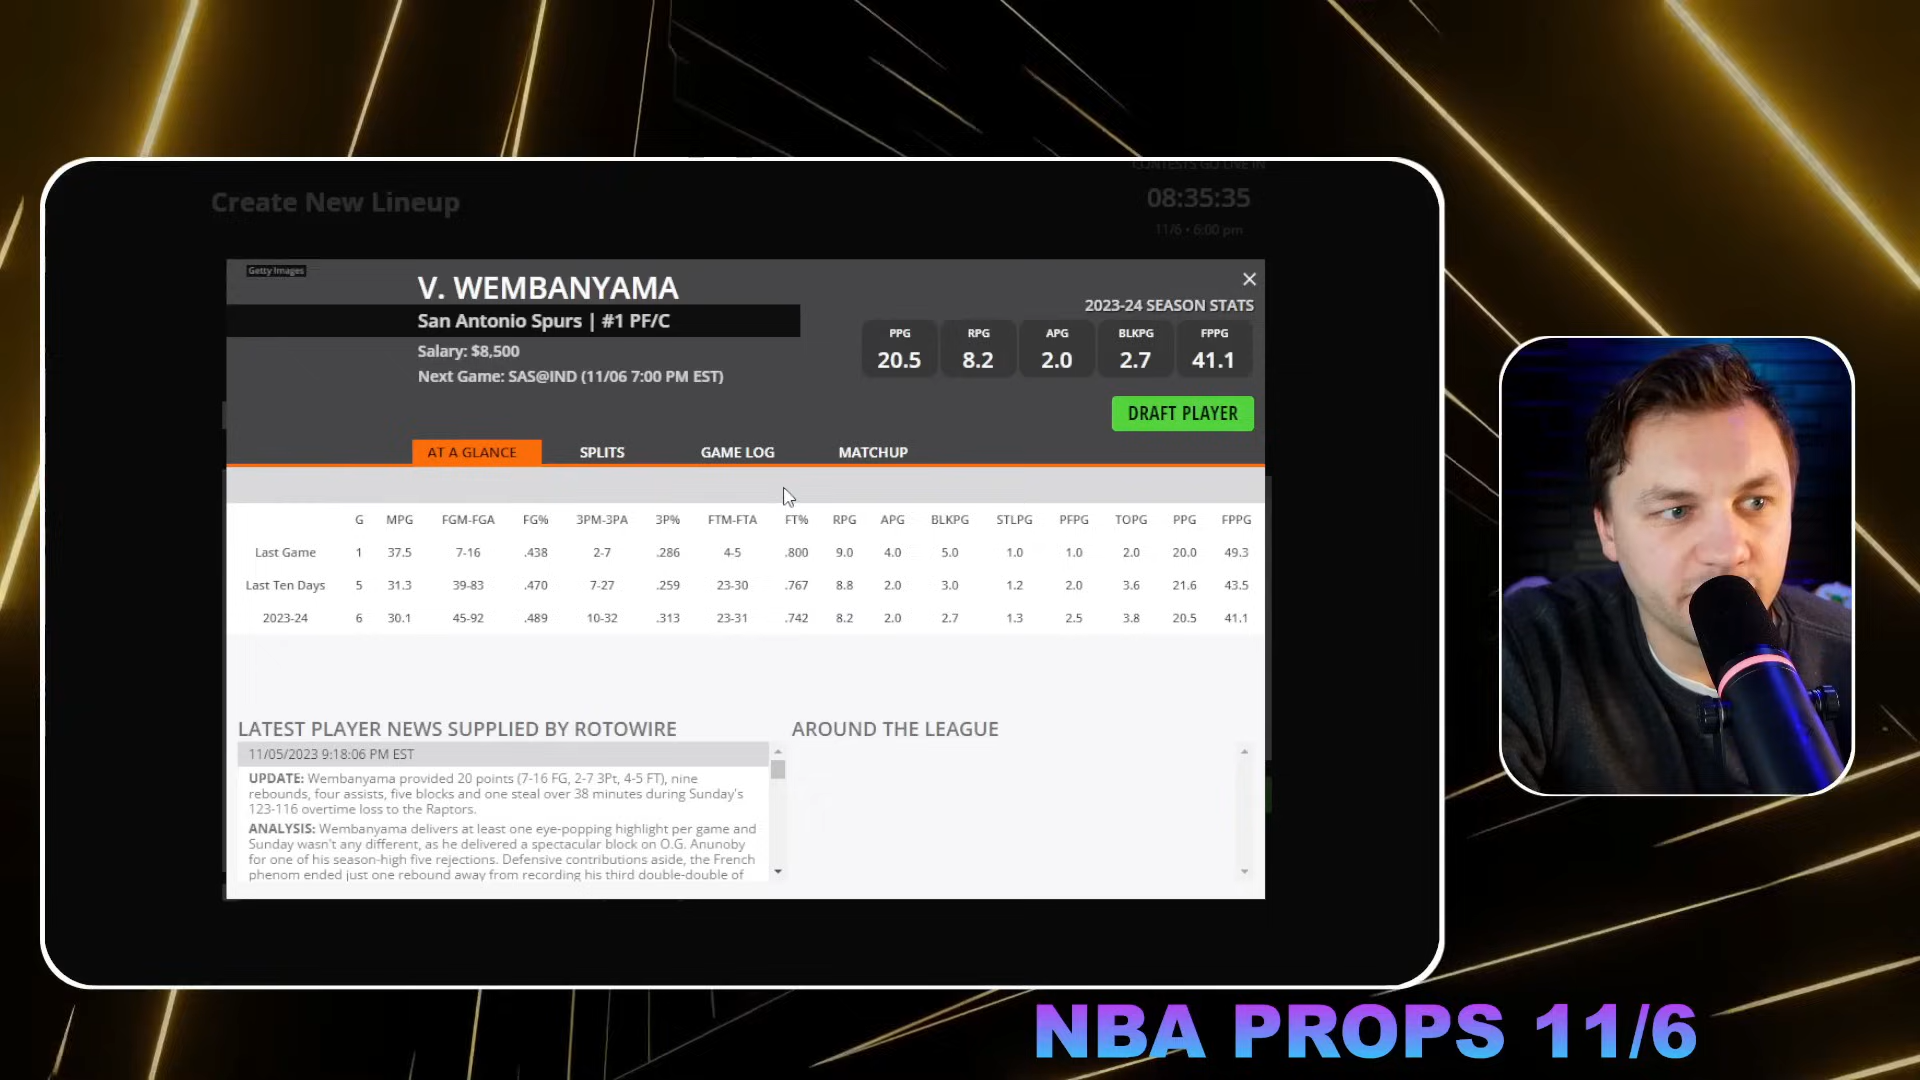 CONTESTS GO LIVE IN
Create New Lineup
08:35:35
11/6 • 6:00 pm
Getty Images
V. WEMBANYAMA
San Antonio Spurs | #1 PF/C
Salary: $8,500
Next Game: SAS@IND (11/06 7:00 PM EST)
2023-24 SEASON STATS
PPG RPG APG BLKPG FPPG
20.5 8.2 2.0 2.7 41.1
DRAFT PLAYER
AT A GLANCE SPLITS GAME LOG MATCHUP
G MPG FGM-FGA FG% 3PM-3PA 3P% FTM-FTA FT% RPG APG BLKPG STLPG PFPG TOPG PPG FPPG
Last Game 1 37.5 7-16 .438 2-7 .286 4-5 .800 9.0 4.0 5.0 1.0 1.0 2.0 20.0 49.3
Last Ten Days 5 31.3 39-83 .470 7-27 .259 23-30 .767 8.8 2.0 3.0 1.2 2.0 3.6 21.6 43.5
2023-24 6 30.1 45-92 .489 10-32 .313 23-31 .742 8.2 2.0 2.7 1.3 2.5 3.8 20.5 41.1
LATEST PLAYER NEWS SUPPLIED BY ROTOWIRE
11/05/2023 9:18:06 PM EST
UPDATE: Wembanyama provided 20 points (7-16 FG, 2-7 3Pt, 4-5 FT), nine
rebounds, four assists, five blocks and one steal over 38 minutes during Sunday's
123-116 overtime loss to the Raptors.
ANALYSIS: Wembanyama delivers at least one eye-popping highlight per game and
Sunday wasn't any different, as he delivered a spectacular block on O.G. Anunoby
for one of his season-high five rejections. Defensive contributions aside, the French
phenom ended just one rebound away from recording his third double-double of
AROUND THE LEAGUE
NBA PROPS 11/6